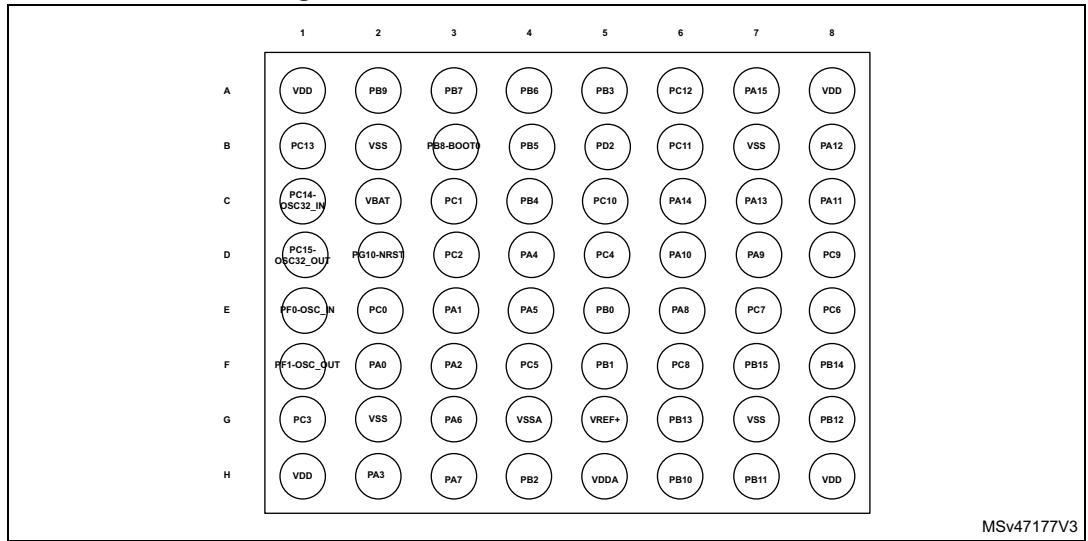 1 2 3 4 5 6 7 8
A VDD PB9 PB7 PB6 PB3 PC12 PA15 VDD
B PC13 VSS PB8-BOOT0 PB5 PD2 PC11 VSS PA12
C PC14-OSC32_IN VBAT PC1 PB4 PC10 PA14 PA13 PA11
D PC15-OSC32_OUT PG10-NRST PC2 PA4 PC4 PA10 PA9 PC9
E PF0-OSC_IN PC0 PA1 PA5 PB0 PA8 PC7 PC6
F PF1-OSC_OUT PA0 PA2 PC5 PB1 PC8 PB15 PB14
G PC3 VSS PA6 VSSA VREF+ PB13 VSS PB12
H VDD PA3 PA7 PB2 VDDA PB10 PB11 VDD
MSv47177V3